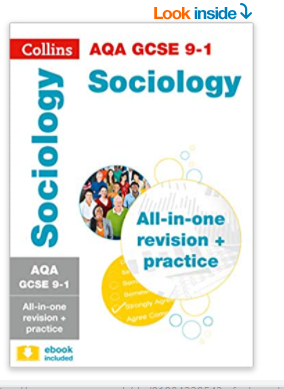 Look inside
Collins
AQA GCSE 9-1
Sociology
Sociology
All-in-one
revision +
practice
Strongly Agree
Agree Com
AQA
GCSE 9-1
All-in-one
revision +
practice
ebook
included